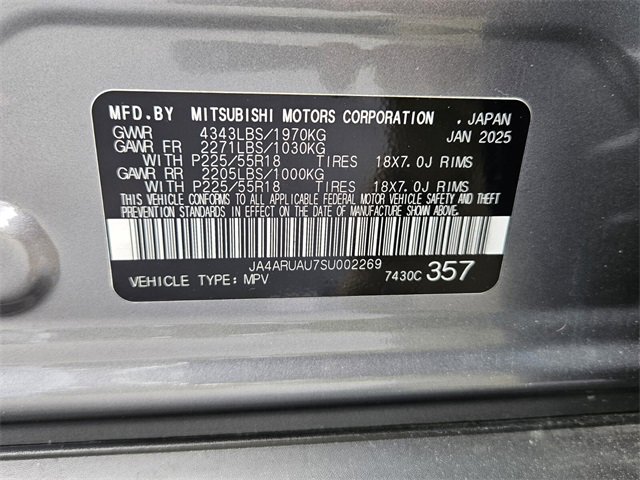 MFD.BY MITSUBISHI MOTORS CORPORATION . JAPAN
GWWR 4343LBS/1970KG JAN 2025
GAWR FR 2271LBS/1030KG
WITH P225/55R18 TIRES 18X7.0J RIMS
GAWR RR 2205LBS/1000KG
WITH P225/55R18 TIRES 18X7.0J RIMS
THIS VEHICLE CONFORMS TO ALL APPLICABLE FEDERAL MOTOR VEHICLE SAFETY AND THEFT
PREVENTION STANDARDS IN EFFECT ON THE DATE OF MANUFACTURE SHOWN ABOVE.
JA4ARUAU7SU002269
VEHICLE TYPE: MPV 7430C 357